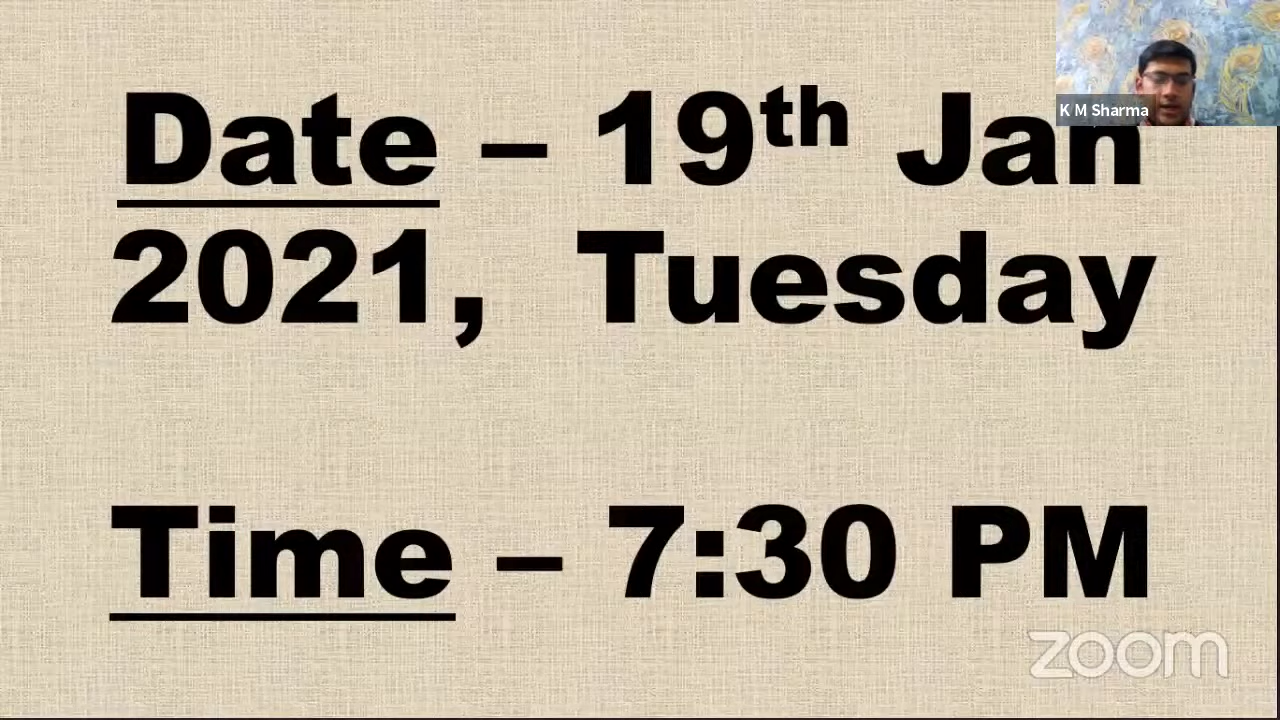 Date – 19th Jan
K M Sharma
2021, Tuesday
Time – 7:30 PM
zoom